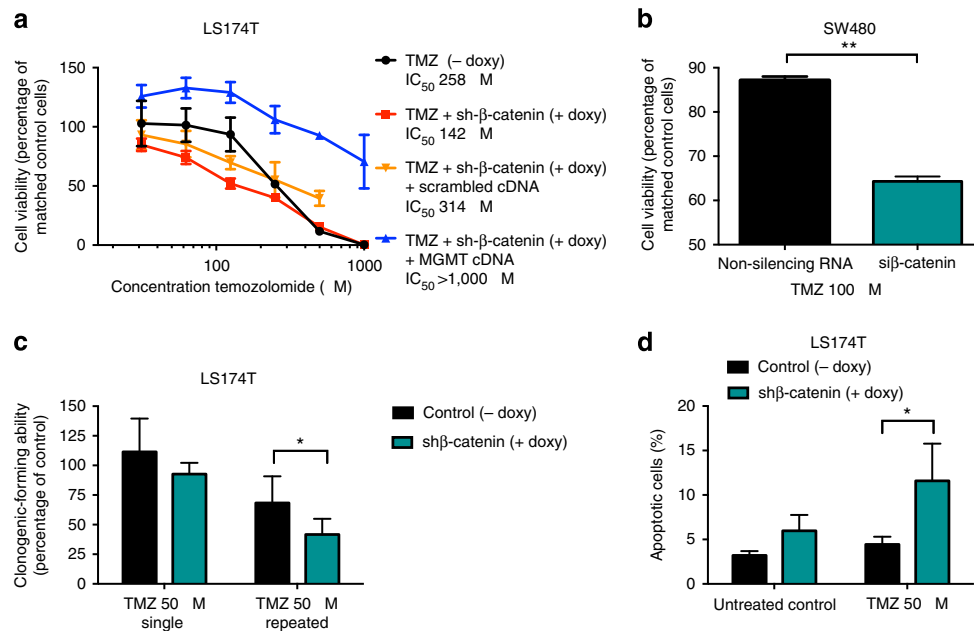 a
LS174T
Cell viability (percentage of
matched control cells)
150
100
50
0
100
1000
Concentration temozolomide ( M)
TMZ (– doxy)
IC50 258 M
TMZ + sh-β-catenin (+ doxy)
IC50 142 M
TMZ + sh-β-catenin (+ doxy)
+ scrambled cDNA
IC50 314 M
TMZ + sh-β-catenin (+ doxy)
+ MGMT cDNA
IC50 >1,000 M
b
SW480
**
Cell viability (percentage of
matched control cells)
90
80
70
60
50
Non-silencing RNA
siβ-catenin
TMZ 100 M
c
LS174T
Clonogenic-forming ability
(percentage of control)
150
125
100
75
50
25
0
*
Control (– doxy)
shβ-catenin (+ doxy)
TMZ 50 M
single
TMZ 50 M
repeated
d
LS174T
Control (– doxy)
shβ-catenin (+ doxy)
Apoptotic cells (%)
20
15
10
5
0
*
Untreated control
TMZ 50 M